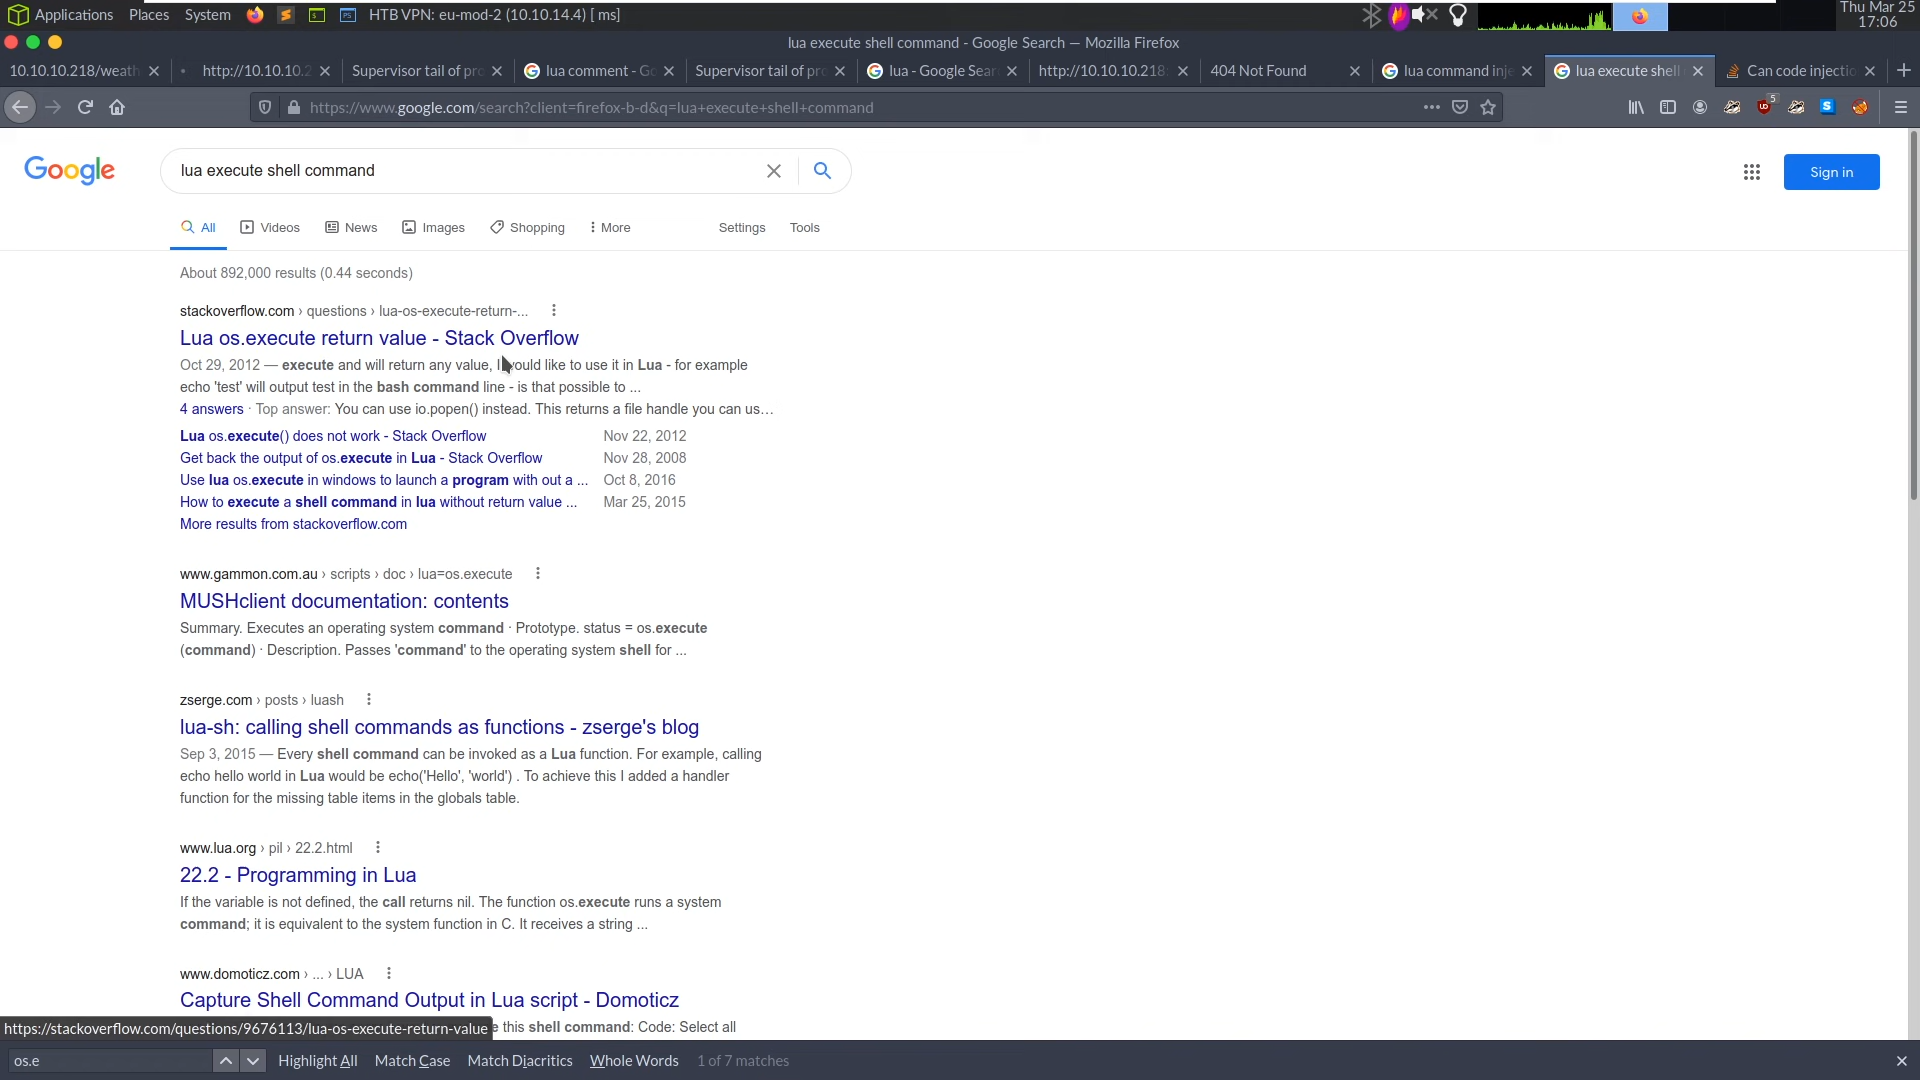 Applications Places System HTB VPN: eu-mod-2 (10.10.14.4) [ ms] Thu Mar 25
17:06
lua execute shell command - Google Search — Mozilla Firefox
10.10.10.218/weath http://10.10.10.2 Supervisor tail of pro lua comment - Go Supervisor tail of pro lua - Google Sear http://10.10.10.218: 404 Not Found lua command inje lua execute shell Can code injectio
https://www.google.com/search?client=firefox-b-d&q=lua+execute+shell+command 5
Google lua execute shell command Sign in
All Videos News Images Shopping More Settings Tools
About 892,000 results (0.44 seconds)
stackoverflow.com › questions › lua-os-execute-return-...
Lua os.execute return value - Stack Overflow
Oct 29, 2012 — execute and will return any value, I would like to use it in Lua - for example
echo 'test' will output test in the bash command line - is that possible to ...
4 answers · Top answer: You can use io.popen() instead. This returns a file handle you can us…
Lua os.execute() does not work - Stack Overflow Nov 22, 2012
Get back the output of os.execute in Lua - Stack Overflow Nov 28, 2008
Use lua os.execute in windows to launch a program with out a ... Oct 8, 2016
How to execute a shell command in lua without return value ... Mar 25, 2015
More results from stackoverflow.com
www.gammon.com.au › scripts › doc › lua=os.execute
MUSHclient documentation: contents
Summary. Executes an operating system command · Prototype. status = os.execute
(command) · Description. Passes 'command' to the operating system shell for ...
zserge.com › posts › luash
lua-sh: calling shell commands as functions - zserge's blog
Sep 3, 2015 — Every shell command can be invoked as a Lua function. For example, calling
echo hello world in Lua would be echo('Hello', 'world') . To achieve this I added a handler
function for the missing table items in the globals table.
www.lua.org › pil › 22.2.html
22.2 - Programming in Lua
If the variable is not defined, the call returns nil. The function os.execute runs a system
command; it is equivalent to the system function in C. It receives a string ...
www.domoticz.com › ... › LUA
Capture Shell Command Output in Lua script - Domoticz
https://stackoverflow.com/questions/9676113/lua-os-execute-return-value this shell command: Code: Select all
os.e Highlight All Match Case Match Diacritics Whole Words 1 of 7 matches